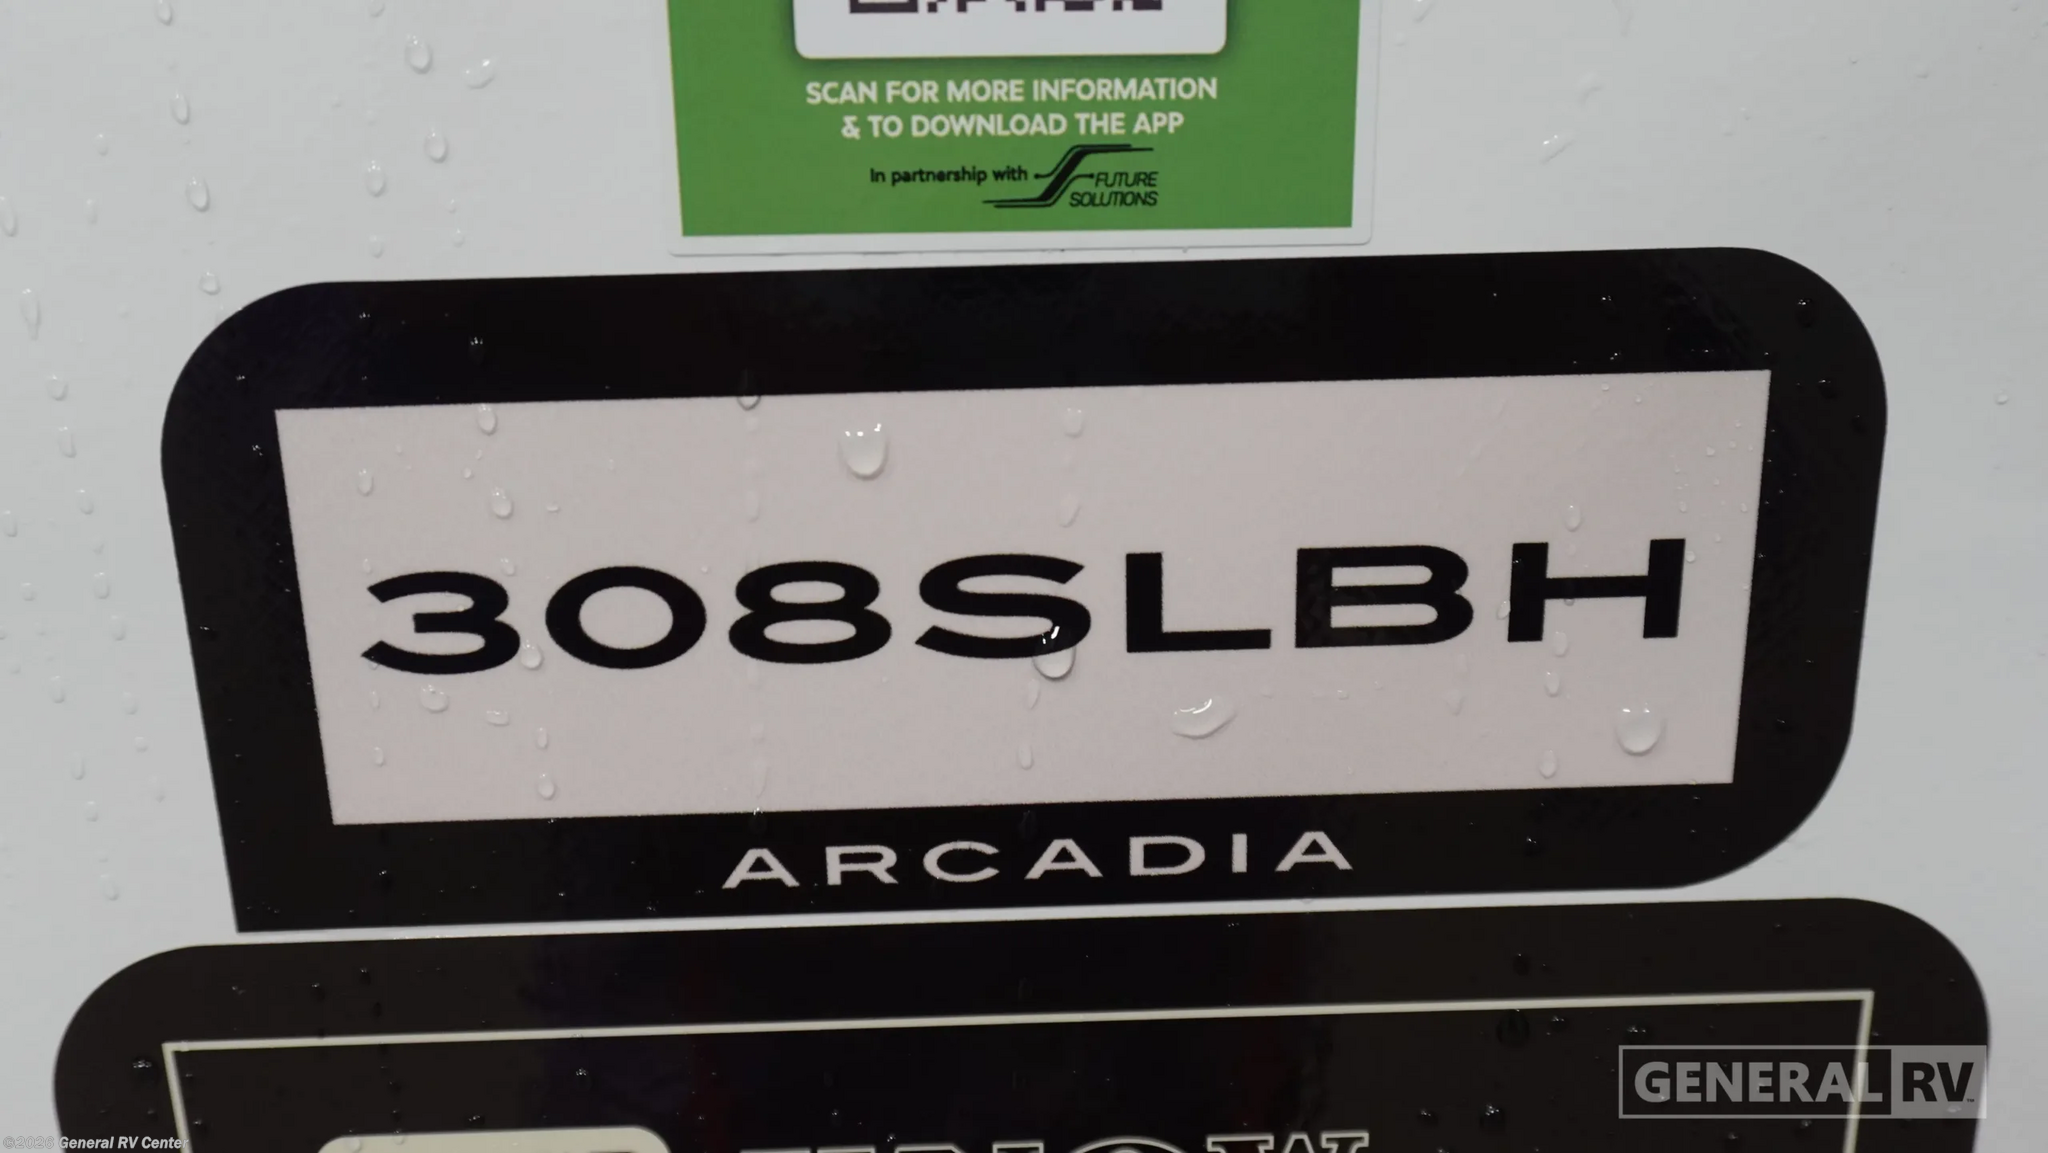 SCAN FOR MORE INFORMATION
& TO DOWNLOAD THE APP
In partnership with FUTURE SOLUTIONS
308SLBH
ARCADIA
GENERAL RV
©2026 General RV Center